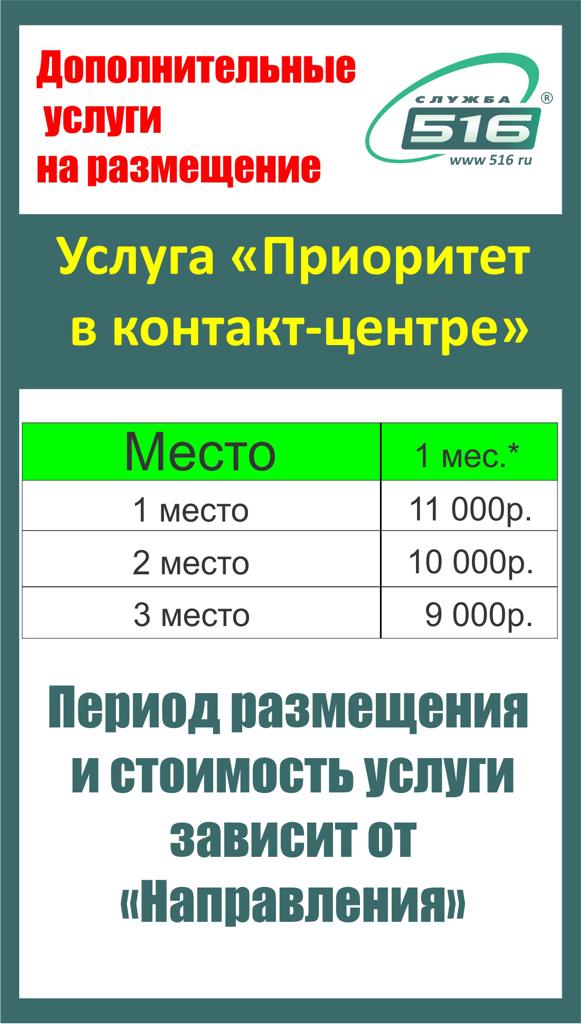 Дополнительные
услуги
на размещение
СЛУЖБА
516®
www 516 ru
Услуга «Приоритет
в контакт-центре»
Место 1 мес.*
1 место 11 000р.
2 место 10 000р.
3 место 9 000р.
Период размещения
и стоимость услуги
зависит от
«Направления»